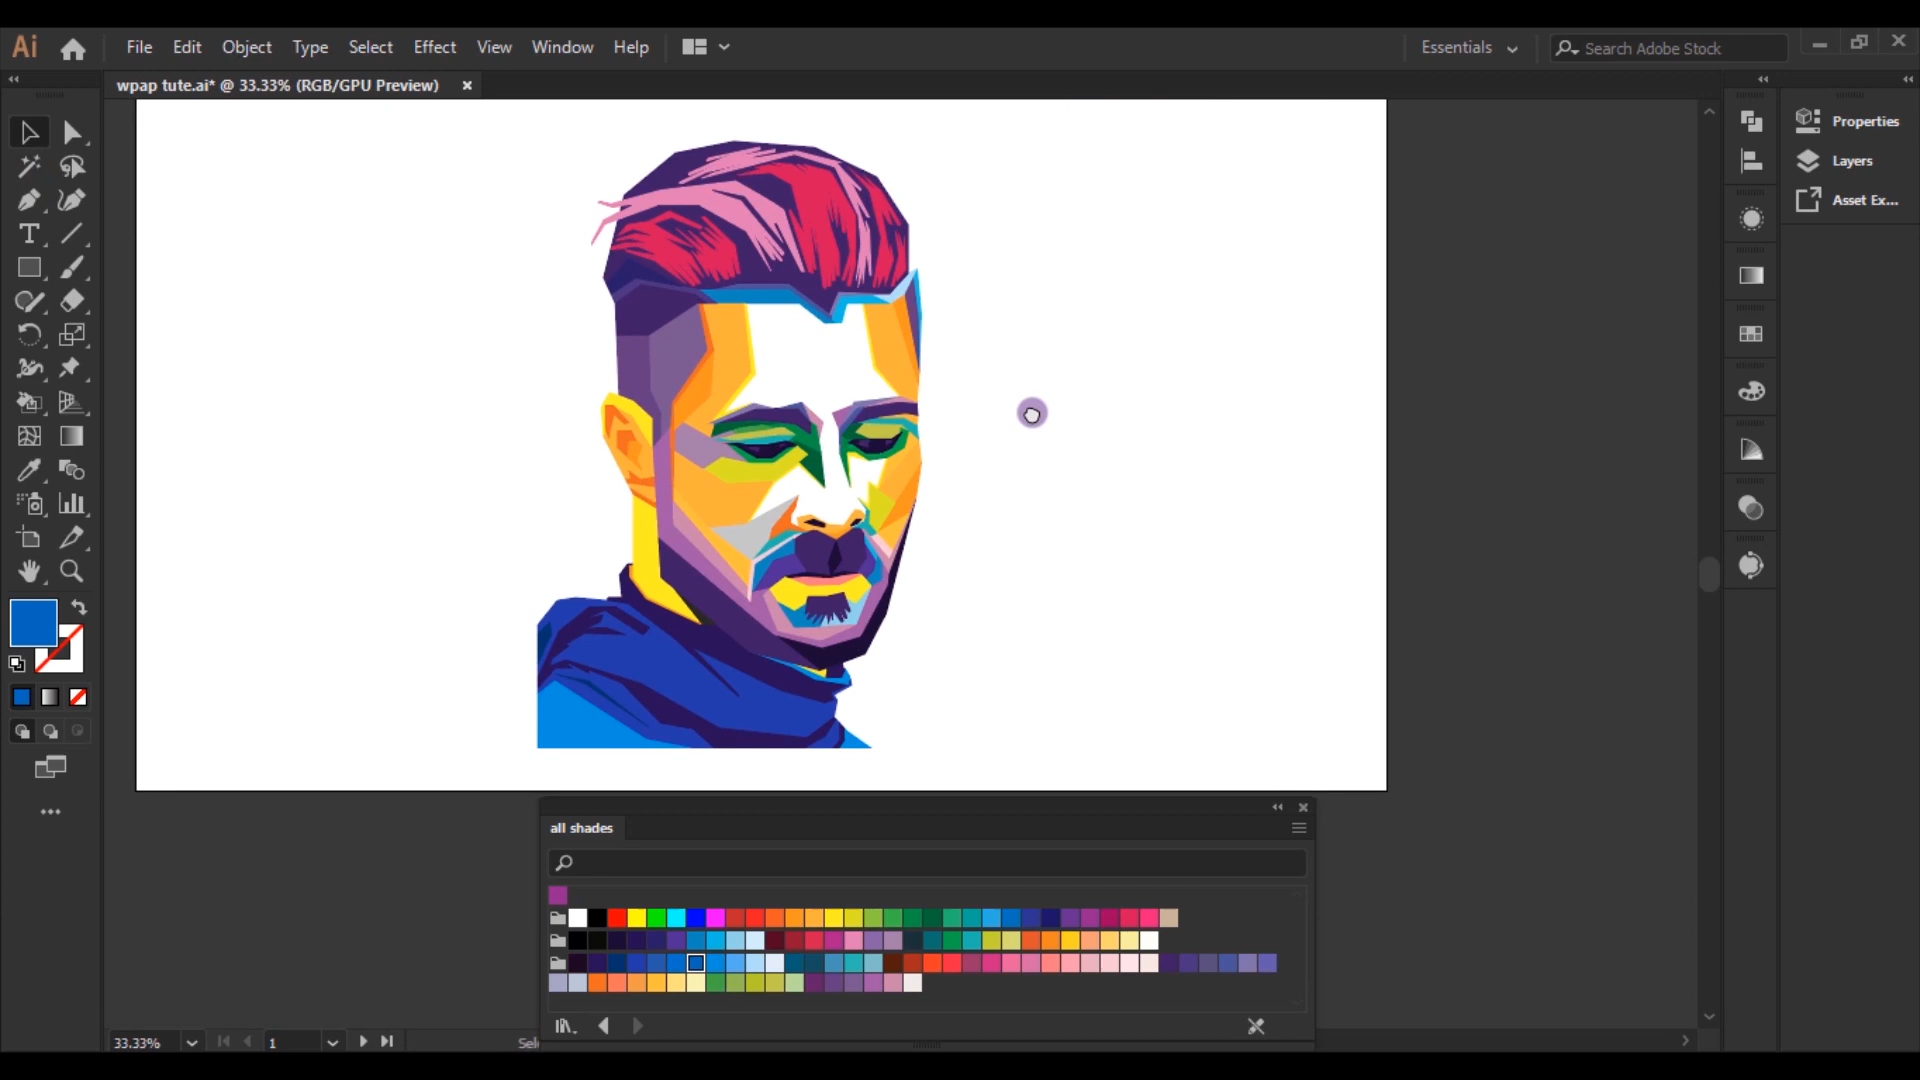 Ai File Edit Object Type Select Effect View Window Help Essentials Search Adobe Stock
wpap tute.ai* @ 33.33% (RGB/GPU Preview)
Properties
Layers
Asset Ex...
all shades
33.33% 1 Sele